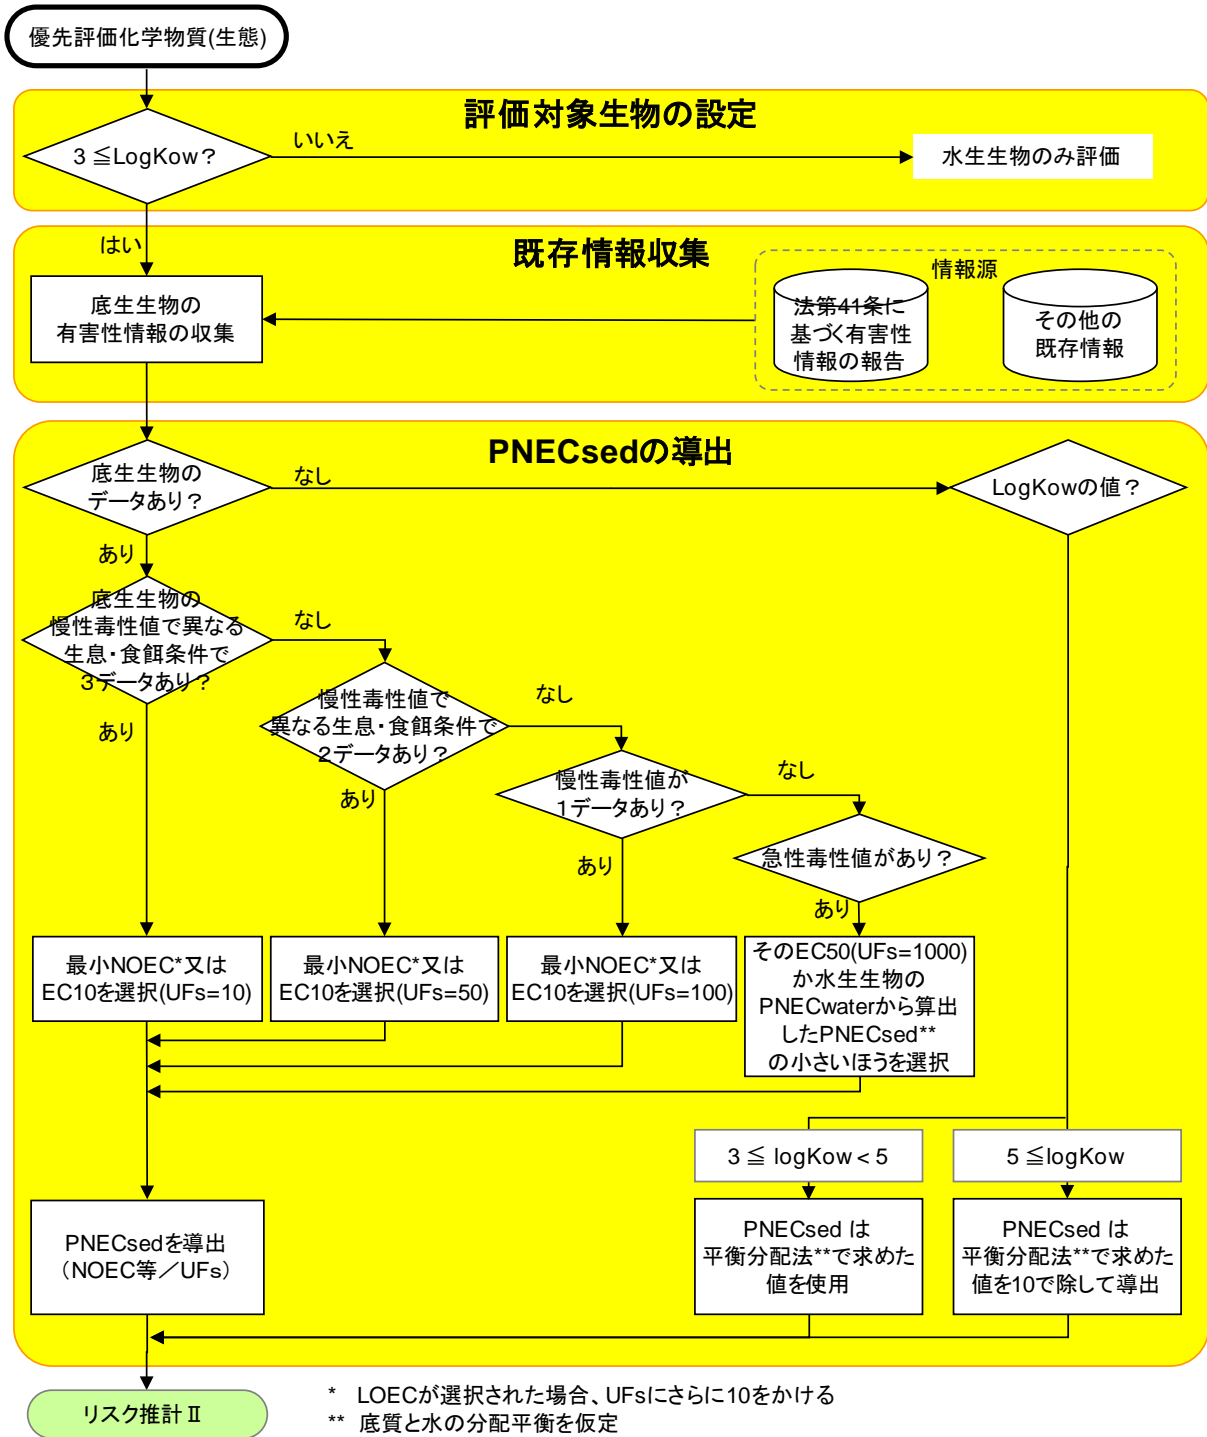 優先評価化学物質(生態)
評価対象生物の設定
3 ≦LogKow？
いいえ
水生生物のみ評価
はい
既存情報収集
底生生物の
有害性情報の収集
情報源
法第41条に
基づく有害性
情報の報告
その他の
既存情報
PNECsedの導出
底生生物の
データあり？
なし
LogKowの値？
あり
底生生物の
慢性毒性値で異なる
生息・食餌条件で
３データあり？
なし
あり
慢性毒性値で
異なる生息・食餌条件で
２データあり？
なし
あり
慢性毒性値が
１データあり？
なし
あり
急性毒性値があり？
あり
最小NOEC*又は
EC10を選択(UFs=10)
最小NOEC*又は
EC10を選択(UFs=50)
最小NOEC*又は
EC10を選択(UFs=100)
そのEC50(UFs=1000)
か水生生物の
PNECwaterから算出
したPNECsed**
の小さいほうを選択
3 ≦ logKow < 5
5 ≦logKow
PNECsedを導出
（NOEC等／UFs）
PNECsed は
平衡分配法**で求めた
値を使用
PNECsed は
平衡分配法**で求めた
値を10で除して導出
リスク推計Ⅱ
* LOECが選択された場合、UFsにさらに10をかける
** 底質と水の分配平衡を仮定